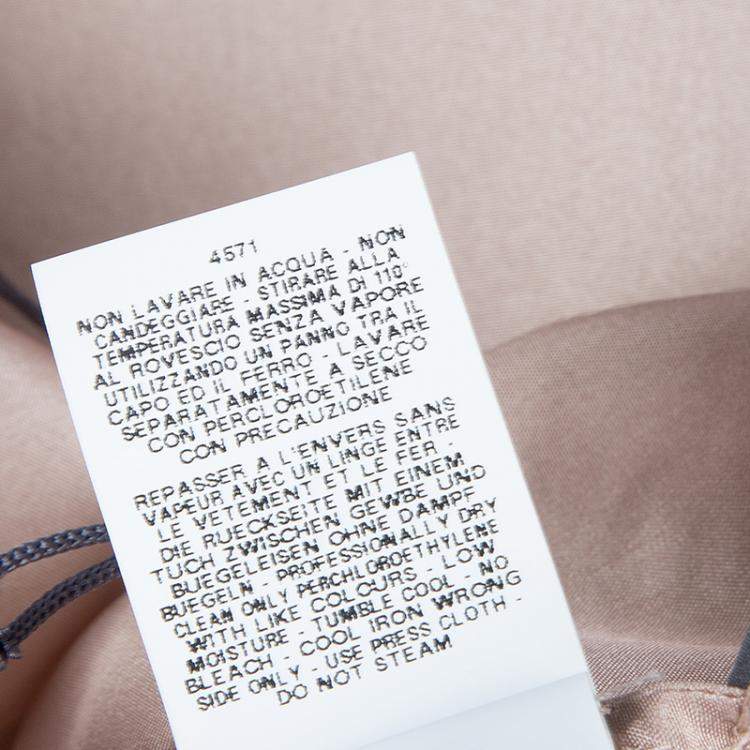 4571
NON LAVARE IN ACQUA - NON
CANDEGGIARE - STIRARE ALLA
TEMPERATURA MASSIMA DI 110°
AL ROVESCIO SENZA VAPORE
UTILIZZANDO UN PANNO TRA IL
CAPO ED IL FERRO - LAVARE
SEPARATAMENTE A SECCO
CON PERCLOROETILENE
CON PRECAUZIONE
REPASSER A L'ENVERS SANS
VAPEUR AVEC UN LINGE ENTRE
LE VETEMENT ET LE FER -
DIE RUECKSEITE MIT EINEM
TUCH ZWISCHEN GEWBE UND
BUEGELEISEN OHNE DAMPF
BUEGELN - PROFESSIONALLY DRY
CLEAN ONLY PERCHLOROETHYLENE
WITH LIKE COLOURS - LOW
MOISTURE - TUMBLE COOL - NO
BLEACH - COOL IRON WRONG
SIDE ONLY - USE PRESS CLOTH -
DO NOT STEAM